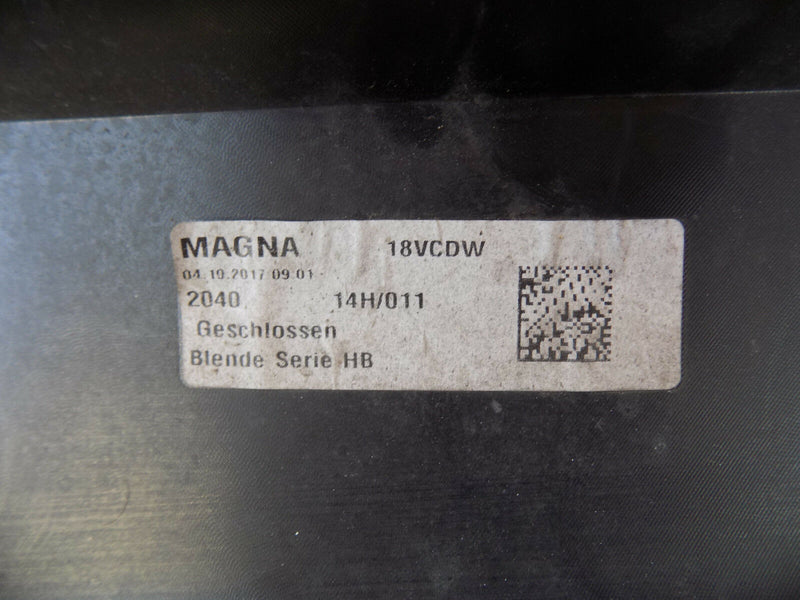 MAGNA 18VCDW
04.10.2017 09.01
2040 14H/011
Geschlossen
Blende Serie HB